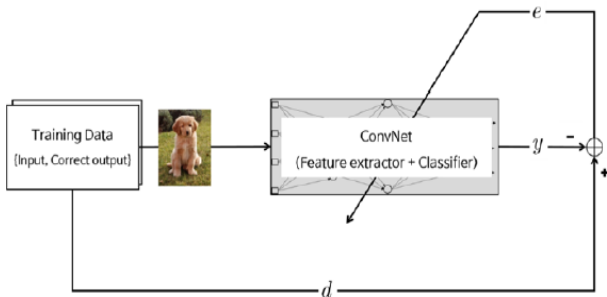 e
Training Data
{Input, Correct output}
ConvNet
(Feature extractor + Classifier)
y
-
+
d